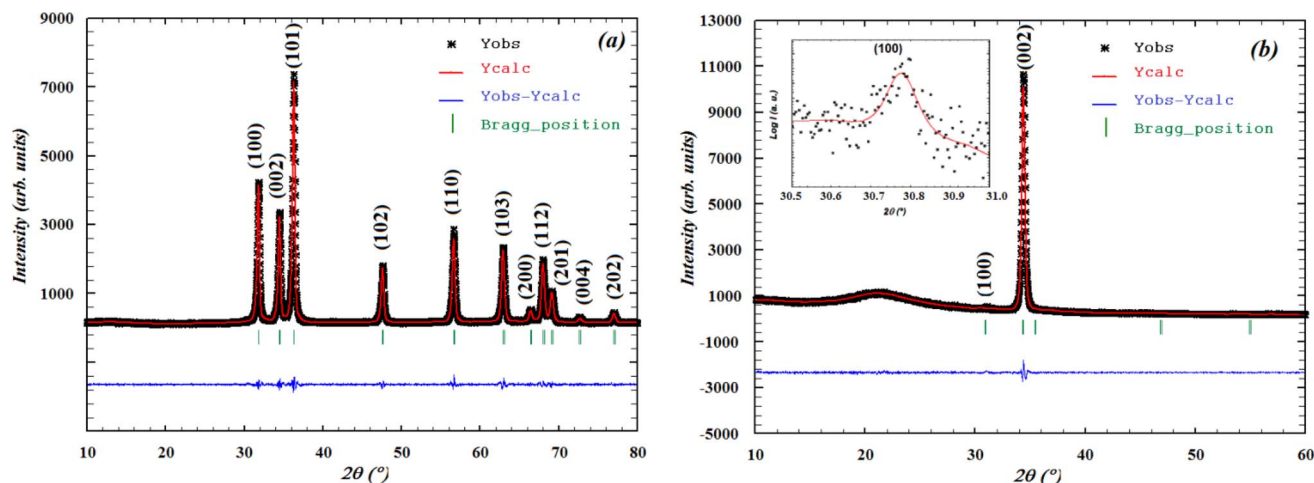 (a)
Yobs
Ycalc
Yobs-Ycalc
Bragg_position
9000
7000
5000
3000
1000
Intensity (arb. units)
(100)
(002)
(101)
(102)
(110)
(103)
(200)
(112)
(201)
(004)
(202)
10 20 30 40 50 60 70 80
2θ (°)
(b)
Yobs
Ycalc
Yobs-Ycalc
Bragg_position
13000
11000
9000
7000
5000
3000
1000
-1000
-3000
-5000
Intensity (arb. units)
(100)
(002)
(100)
Log I (a. u.)
30.5 30.6 30.7 30.8 30.9 31.0
2θ (°)
10 20 30 40 50 60
2θ (°)